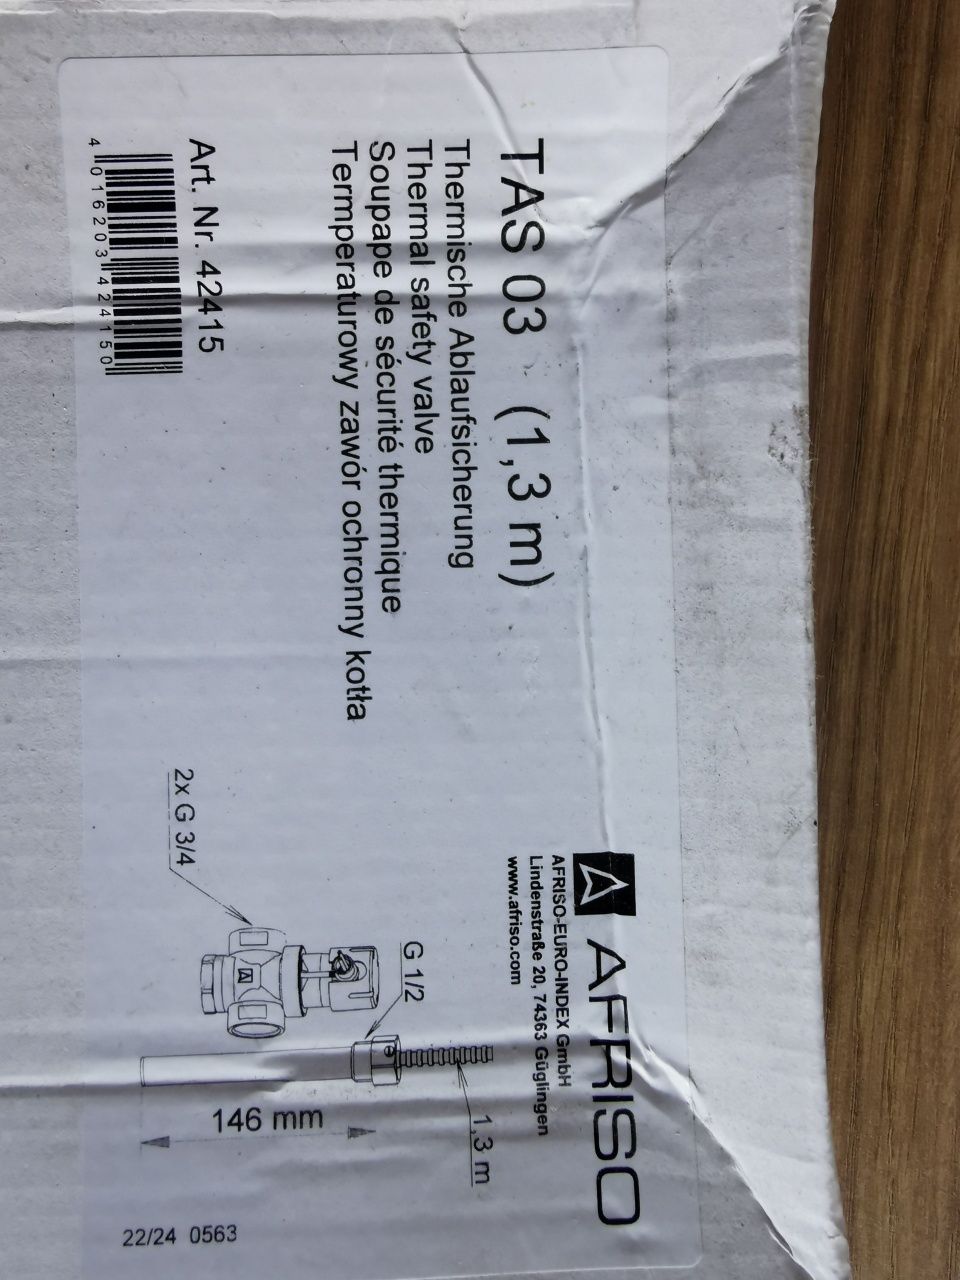 AFRISO
AFRISO-EURO-INDEX GmbH
Lindenstraße 20, 74363 Güglingen
www.afriso.com
TAS 03 (1,3 m)
Thermische Ablaufsicherung
Thermal safety valve
Soupape de sécurité thermique
Termperaturowy zawór ochronny kotła
Art. Nr. 42415
4 016203 424150
2x G 3/4
G 1/2
1,3 m
146 mm
22/24 0563